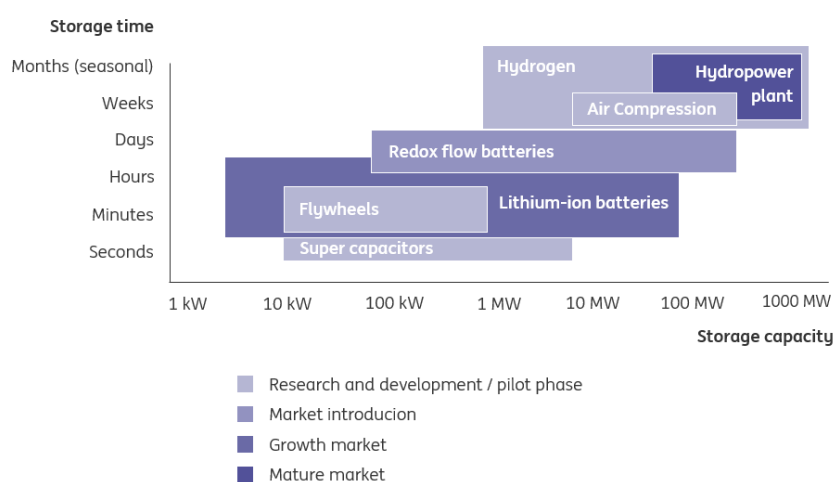 Storage time
Months (seasonal)
Weeks
Days
Hours
Minutes
Seconds
Hydrogen
Hydropower
plant
Air Compression
Redox flow batteries
Lithium-ion batteries
Flywheels
Super capacitors
1 kW
10 kW
100 kW
1 MW
10 MW
100 MW
1000 MW
Storage capacity
Research and development / pilot phase
Market introducion
Growth market
Mature market